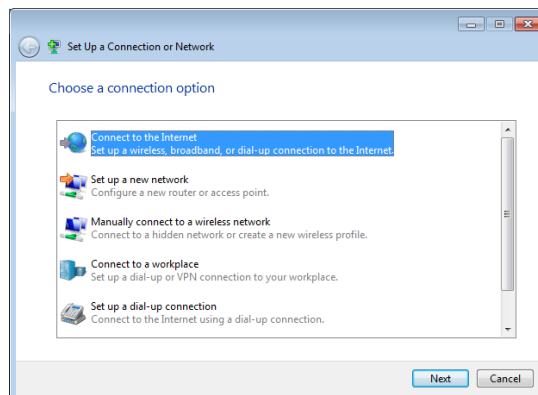 Set Up a Connection or Network
Choose a connection option
Connect to the Internet
Set up a wireless, broadband, or dial-up connection to the Internet.
Set up a new network
Configure a new router or access point.
Manually connect to a wireless network
Connect to a hidden network or create a new wireless profile.
Connect to a workplace
Set up a dial-up or VPN connection to your workplace.
Set up a dial-up connection
Connect to the Internet using a dial-up connection.
Next Cancel